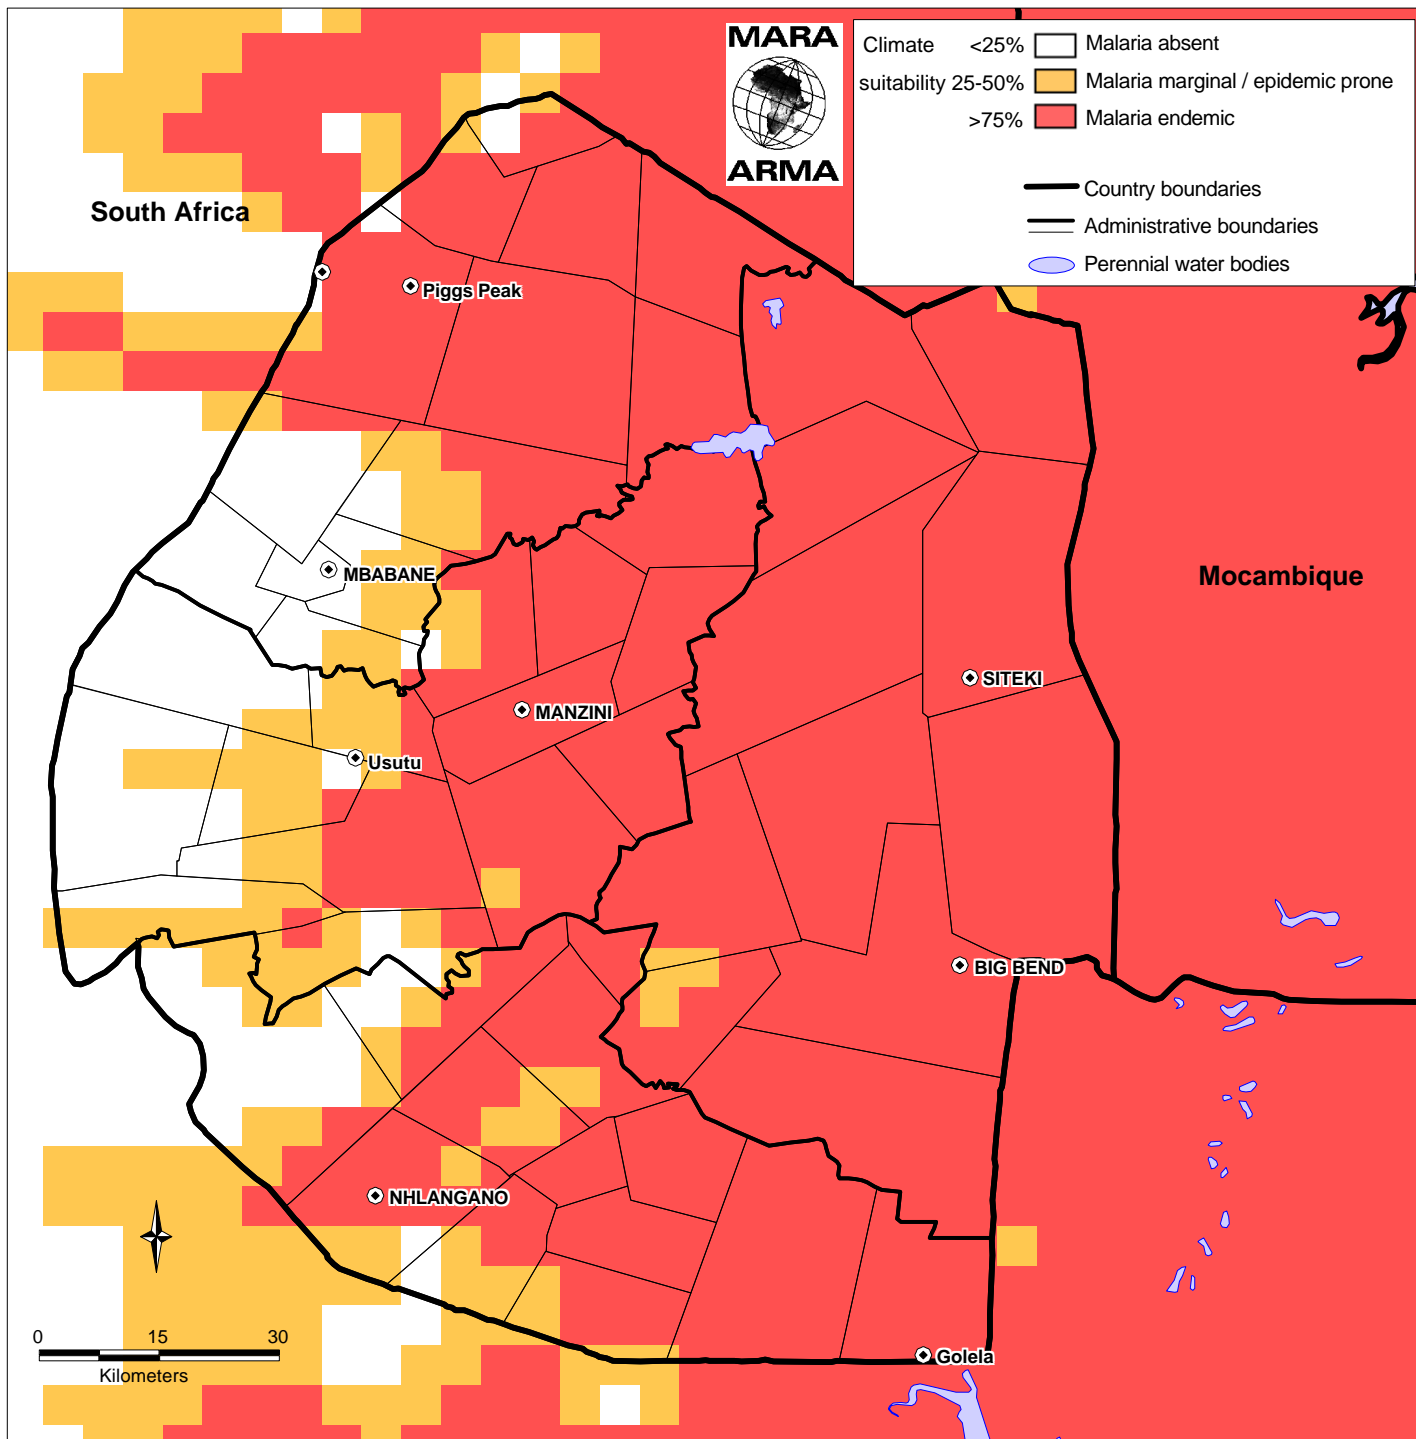 MARA
ARMA
Climate <25% Malaria absent
suitability 25-50% Malaria marginal / epidemic prone
>75% Malaria endemic
Country boundaries
Administrative boundaries
Perennial water bodies
South Africa
Piggs Peak
MBABANE
Mocambique
SITEKI
MANZINI
Usutu
BIG BEND
NHLANGANO
0 15 30
Kilometers
Golela